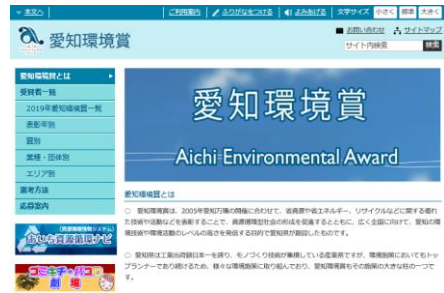 本文へ
ご利用案内
ふりがなをつける
よみあげる
文字サイズ 小さく 標準 大きく
愛知環境賞
お問い合わせ サイトマップ
サイト内検索 検索
愛知環境賞とは
受賞者一覧
2019年愛知環境賞一覧
表彰年別
賞別
業種・団体別
エリア別
選考方法
応募案内
あいち資源循環ナビ
ゴミキチ・パコの
劇場
愛知環境賞
Aichi Environmental Award
愛知環境賞とは
○ 愛知環境賞は、2005年愛知万博の開催に合わせて、省資源や省エネルギー、リサイクルなどに関する優れ
た技術や活動などを表彰することで、資源循環型社会の形成を促進するとともに、広く全国に向けて、愛知の環
境技術や環境活動のレベルの高さを発信する目的で愛知県が創設したものです。
○ 愛知県は工業出荷額日本一を誇り、モノづくり技術が集積している産業県ですが、環境施策においてもトッ
プランナーであり続けるため、様々な環境施策に取り組んでおり、愛知環境賞もその施策の大きな柱の一つで
す。